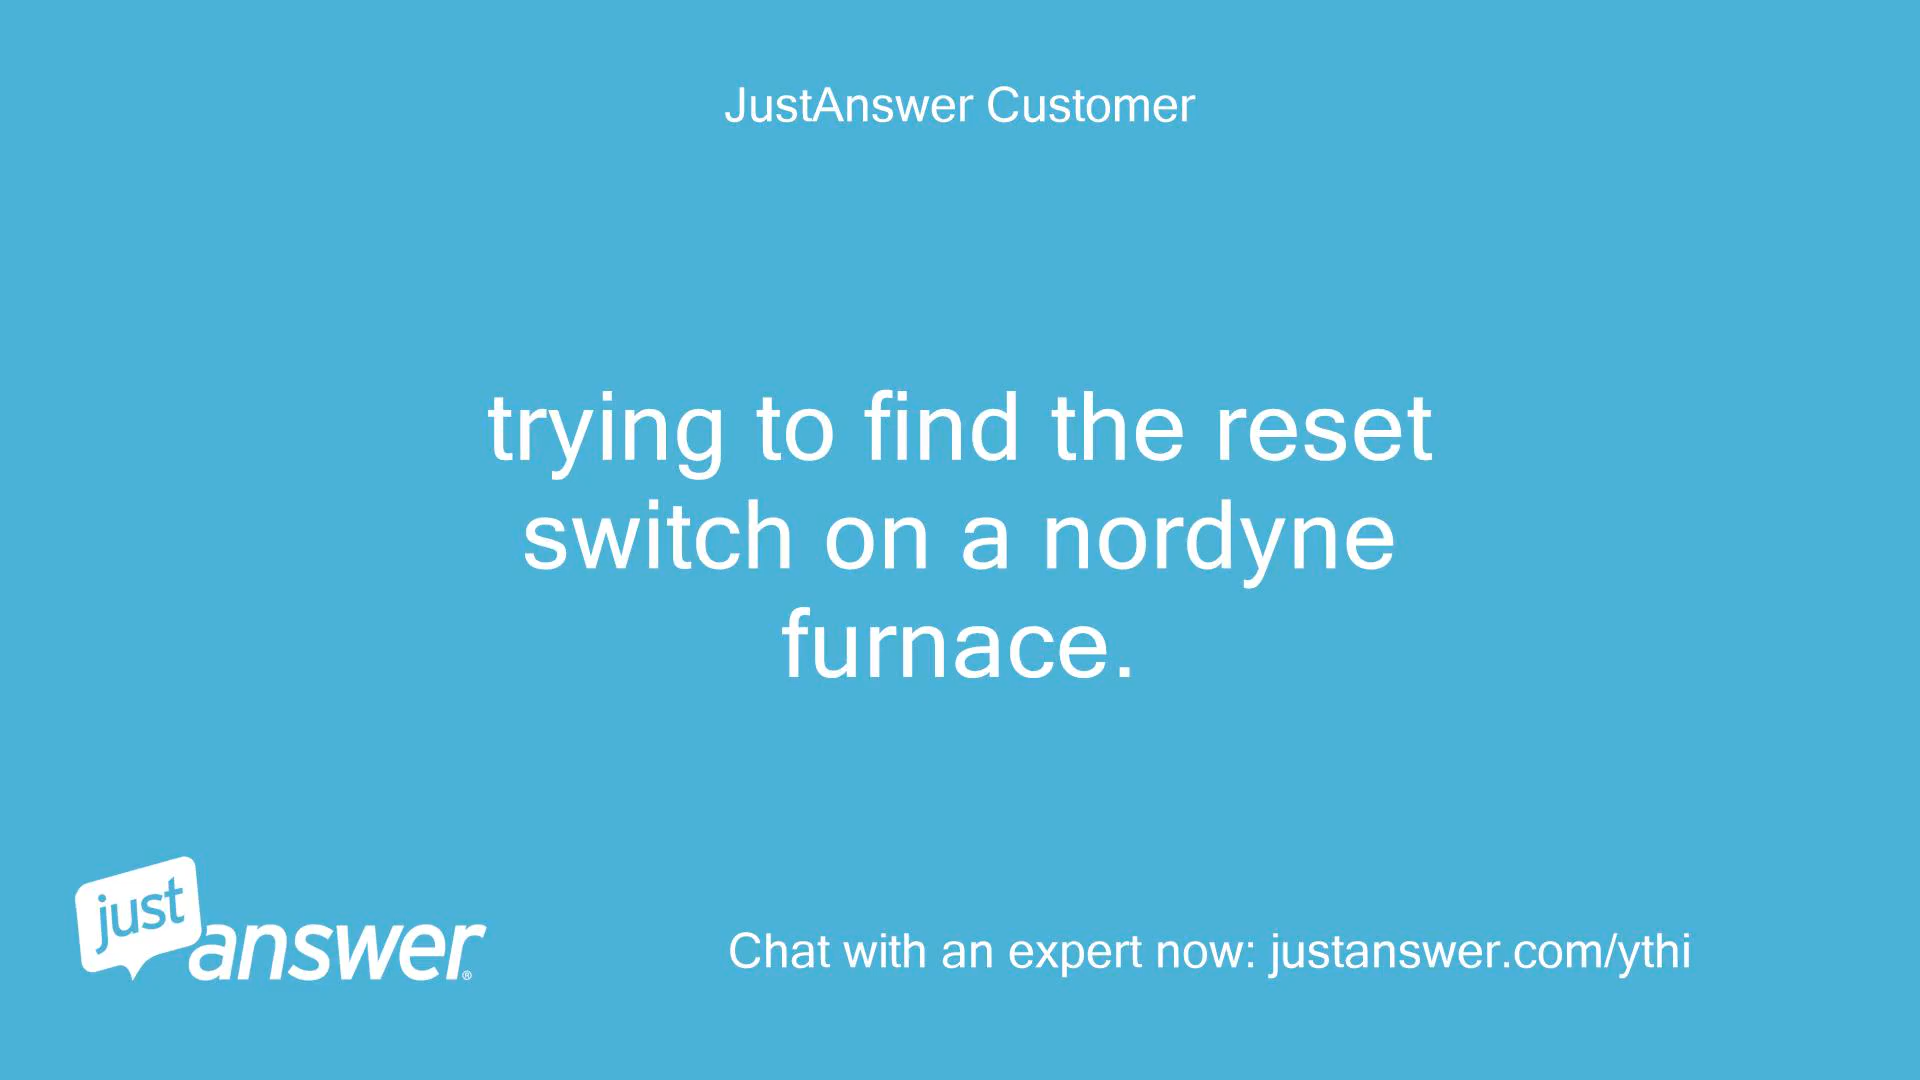 JustAnswer Customer
trying to find the reset
switch on a nordyne
furnace.
just
answer®
Chat with an expert now: justanswer.com/ythi